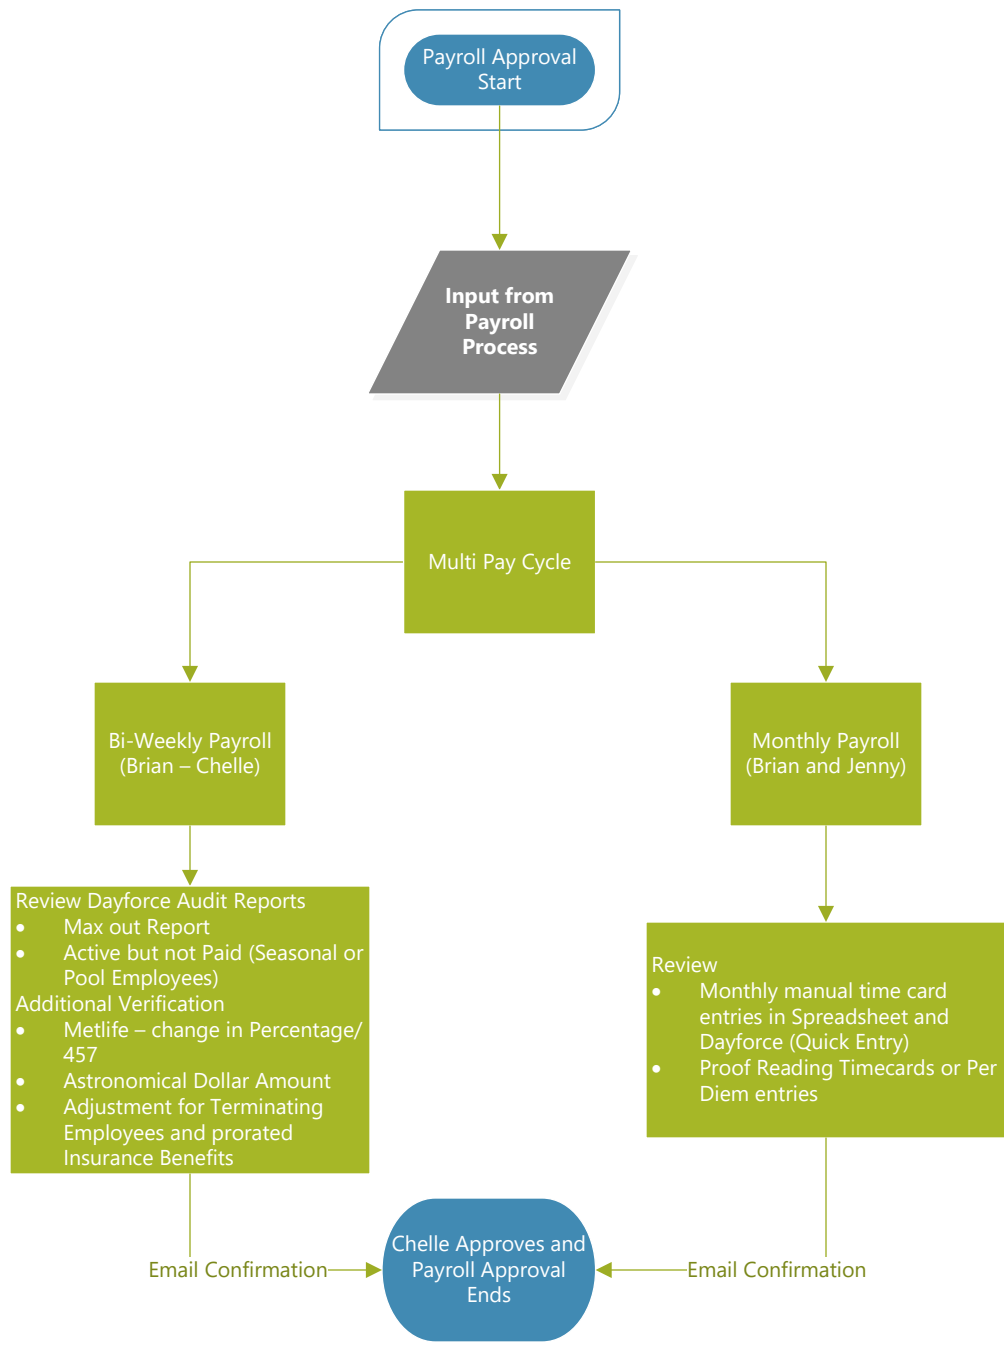 Payroll Approval
Start
Input from
Payroll
Process
Multi Pay Cycle
Bi-Weekly Payroll
(Brian – Chelle)
Monthly Payroll
(Brian and Jenny)
Review Dayforce Audit Reports
• Max out Report
• Active but not Paid (Seasonal or
Pool Employees)
Additional Verification
• Metlife – change in Percentage/
457
• Astronomical Dollar Amount
• Adjustment for Terminating
Employees and prorated
Insurance Benefits
Review
• Monthly manual time card
entries in Spreadsheet and
Dayforce (Quick Entry)
• Proof Reading Timecards or Per
Diem entries
Email Confirmation
Chelle Approves and
Payroll Approval
Ends
Email Confirmation